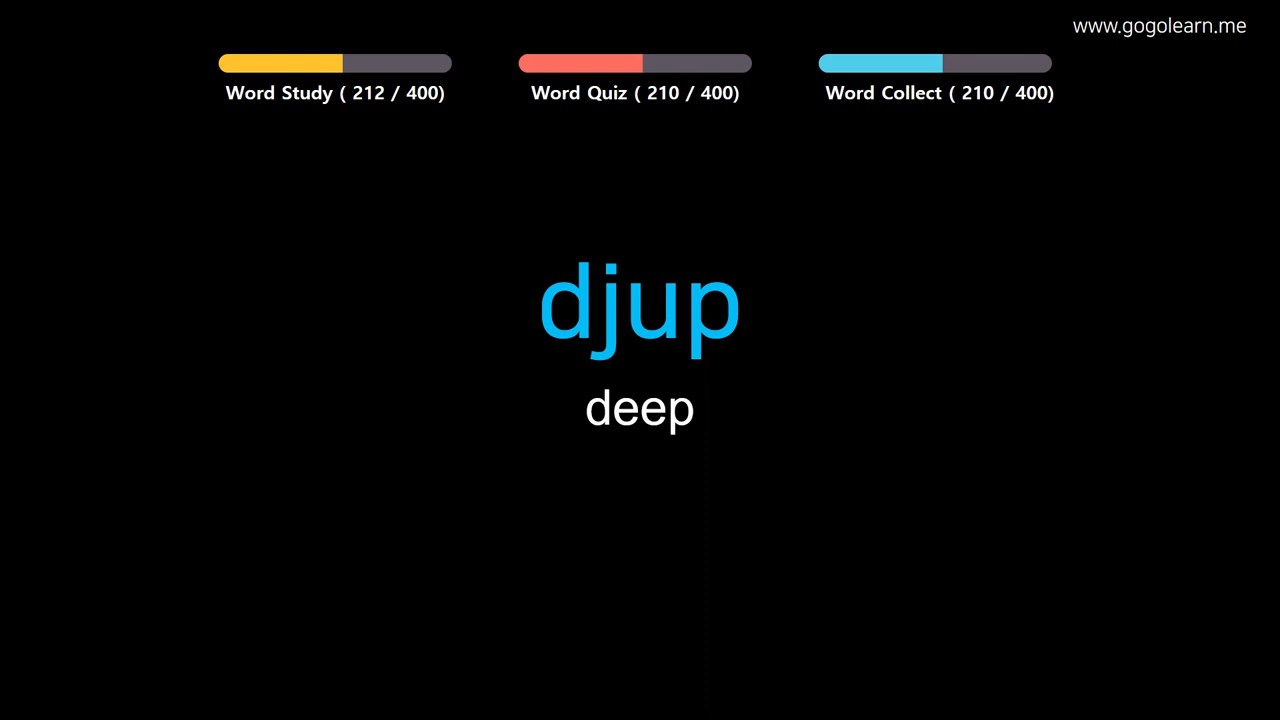 www.gogolearn.me
Word Study ( 212 / 400)
Word Quiz ( 210 / 400)
Word Collect ( 210 / 400)
djup
deep